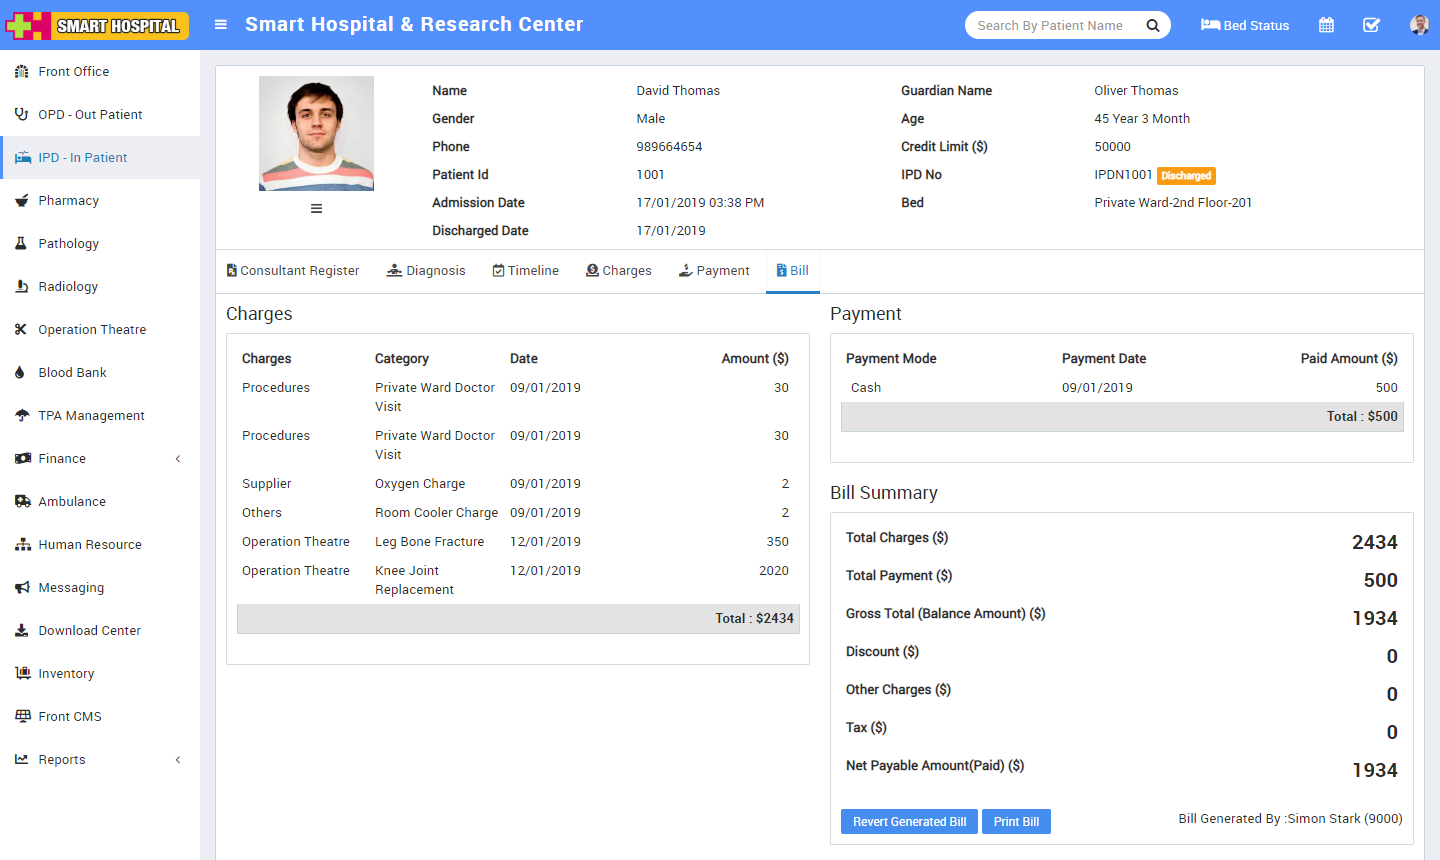 SMART HOSPITAL
Smart Hospital & Research Center
Search By Patient Name
Bed Status
Front Office
OPD - Out Patient
IPD - In Patient
Pharmacy
Pathology
Radiology
Operation Theatre
Blood Bank
TPA Management
Finance
Ambulance
Human Resource
Messaging
Download Center
Inventory
Front CMS
Reports
Name David Thomas Guardian Name Oliver Thomas
Gender Male Age 45 Year 3 Month
Phone 989664654 Credit Limit ($) 50000
Patient Id 1001 IPD No IPDN1001 Discharged
Admission Date 17/01/2019 03:38 PM Bed Private Ward-2nd Floor-201
Discharged Date 17/01/2019
Consultant Register Diagnosis Timeline Charges Payment Bill
Charges
Charges Category Date Amount ($)
Procedures Private Ward Doctor 09/01/2019 30
Visit
Procedures Private Ward Doctor 09/01/2019 30
Visit
Supplier Oxygen Charge 09/01/2019 2
Others Room Cooler Charge 09/01/2019 2
Operation Theatre Leg Bone Fracture 12/01/2019 350
Operation Theatre Knee Joint 12/01/2019 2020
Replacement
Total : $2434
Payment
Payment Mode Payment Date Paid Amount ($)
Cash 09/01/2019 500
Total : $500
Bill Summary
Total Charges ($) 2434
Total Payment ($) 500
Gross Total (Balance Amount) ($) 1934
Discount ($) 0
Other Charges ($) 0
Tax ($) 0
Net Payable Amount(Paid) ($) 1934
Revert Generated Bill Print Bill Bill Generated By :Simon Stark (9000)